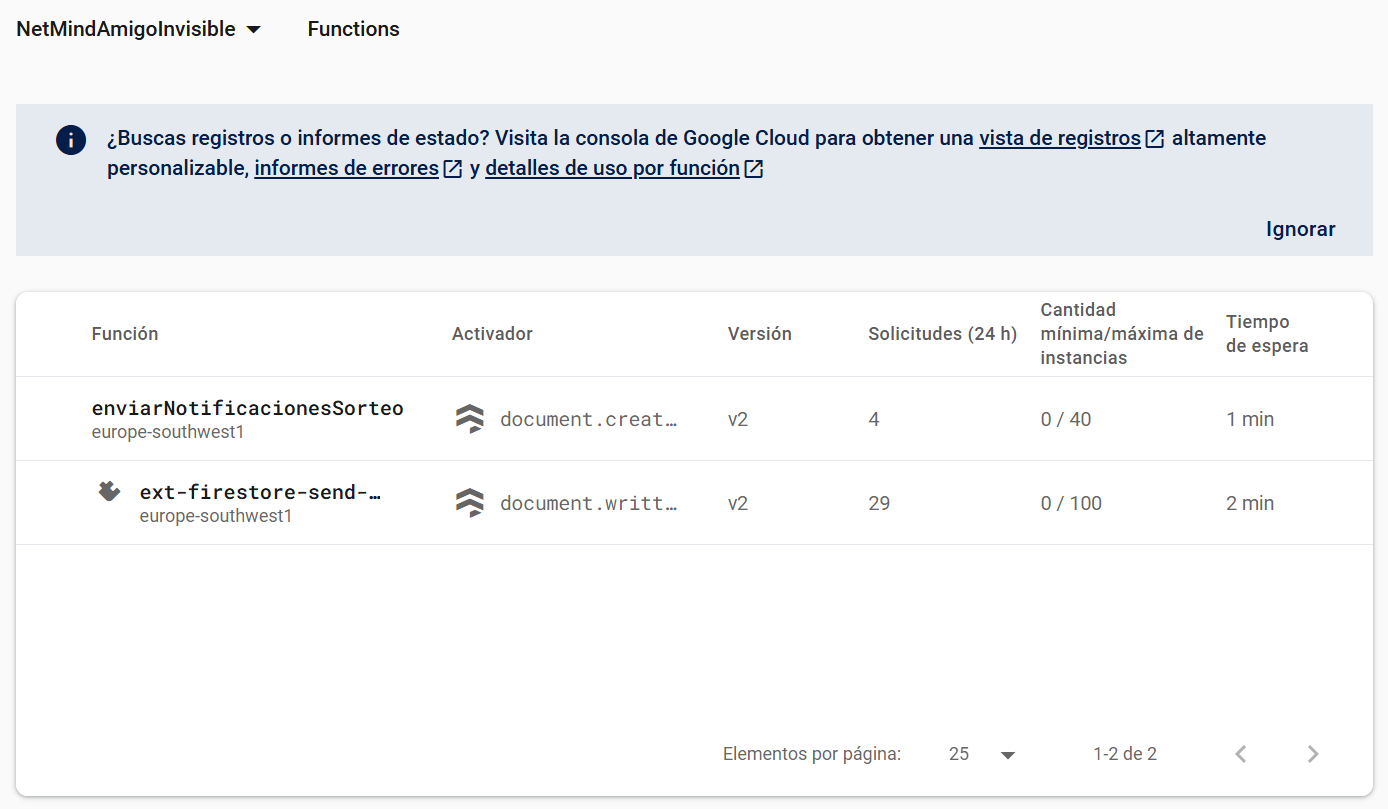 NetMindAmigoInvisible Functions
¿Buscas registros o informes de estado? Visita la consola de Google Cloud para obtener una vista de registros altamente
personalizable, informes de errores y detalles de uso por función
Ignorar
Función Activador Versión Solicitudes (24 h) Cantidad mínima/máxima de instancias Tiempo de espera
enviarNotificacionesSorteo document.creat… v2 4 0 / 40 1 min
europe-southwest1
ext-firestore-send-… document.writt… v2 29 0 / 100 2 min
europe-southwest1
Elementos por página: 25 1-2 de 2